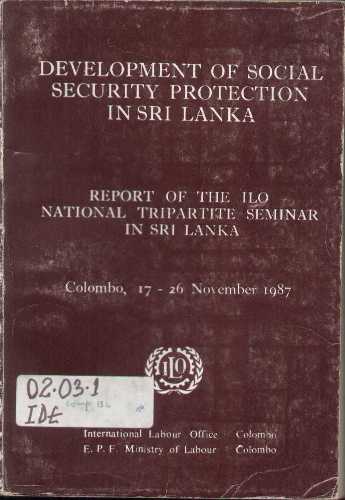 DEVELOPMENT OF SOCIAL
SECURITY PROTECTION
IN SRI LANKA
REPORT OF THE ILO
NATIONAL TRIPARTITE SEMINAR
IN SRI LANKA
Colombo, 17 - 26 November 1987
ILO
02.03.1
IDE
International Labour Office Colombo
E. P. F. Ministry of Labour Colombo